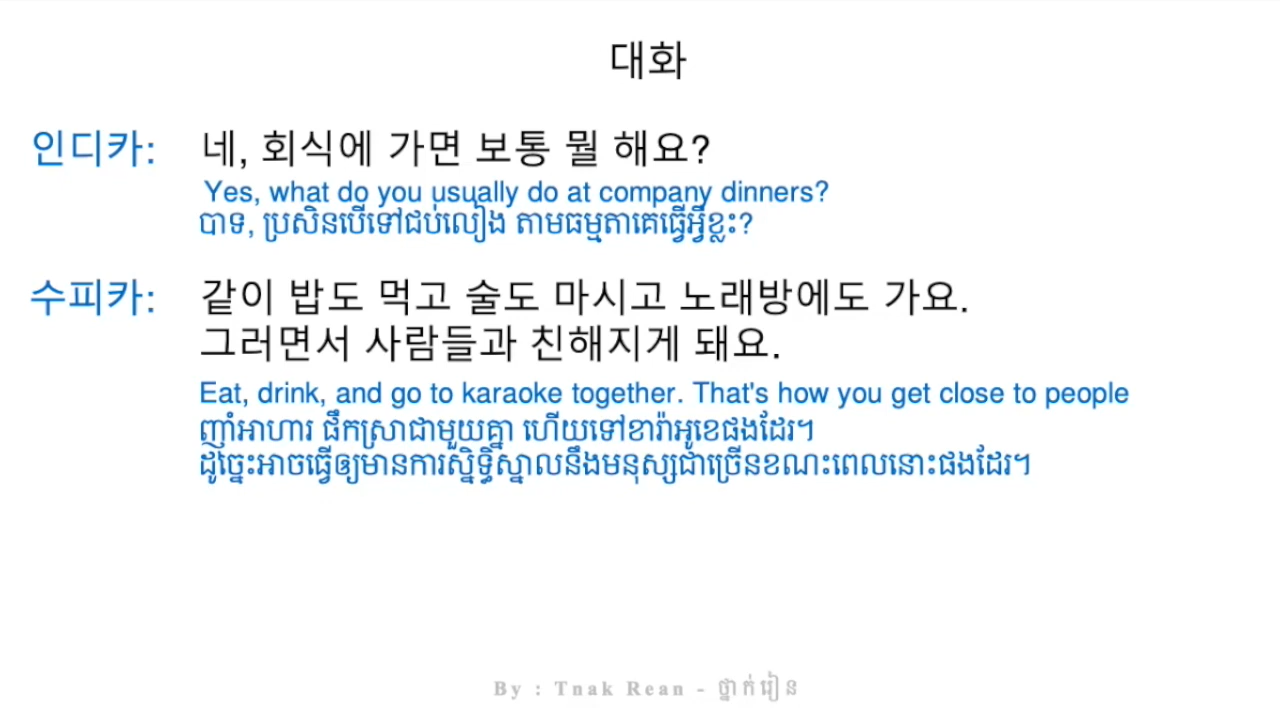 대화
인디카: 네, 회식에 가면 보통 뭘 해요?
Yes, what do you usually do at company dinners?
បាទ, ប្រសិនបើទៅជប់លៀង តាមធម្មតាគេធ្វើអ្វីខ្លះ?
수피카: 같이 밥도 먹고 술도 마시고 노래방에도 가요.
그러면서 사람들과 친해지게 돼요.
Eat, drink, and go to karaoke together. That's how you get close to people
ញ៉ាំអាហារ ផឹកស្រាជាមួយគ្នា ហើយទៅខារ៉ាអូខេផងដែរ។
ដូច្នេះអាចធ្វើឲ្យមានការស្និទ្ធិស្នាលនឹងមនុស្សជាច្រើនខណះពេលនោះផងដែរ។
By : Tnak Rean - ថ្នាក់រៀន